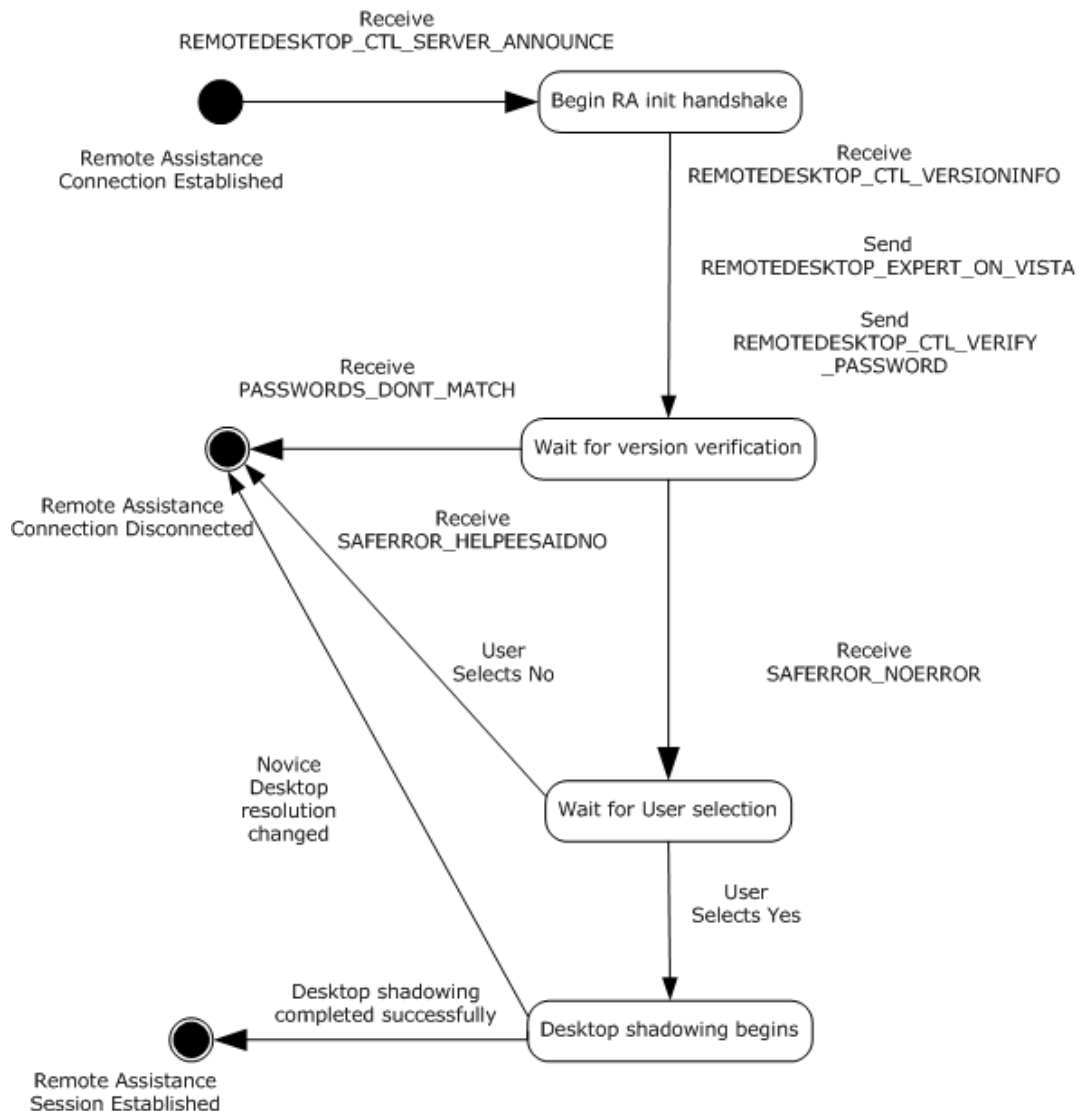 Receive
REMOTEDESKTOP_CTL_SERVER_ANNOUNCE
Begin RA init handshake
Remote Assistance
Connection Established
Receive
REMOTEDESKTOP_CTL_VERSIONINFO
Send
REMOTEDESKTOP_EXPERT_ON_VISTA
Send
REMOTEDESKTOP_CTL_VERIFY
_PASSWORD
Receive
PASSWORDS_DONT_MATCH
Wait for version verification
Remote Assistance
Connection Disconnected
Receive
SAFERROR_HELPEESAIDNO
User
Selects No
Receive
SAFERROR_NOERROR
Novice
Desktop
resolution
changed
Wait for User selection
User
Selects Yes
Desktop shadowing
completed successfully
Desktop shadowing begins
Remote Assistance
Session Established